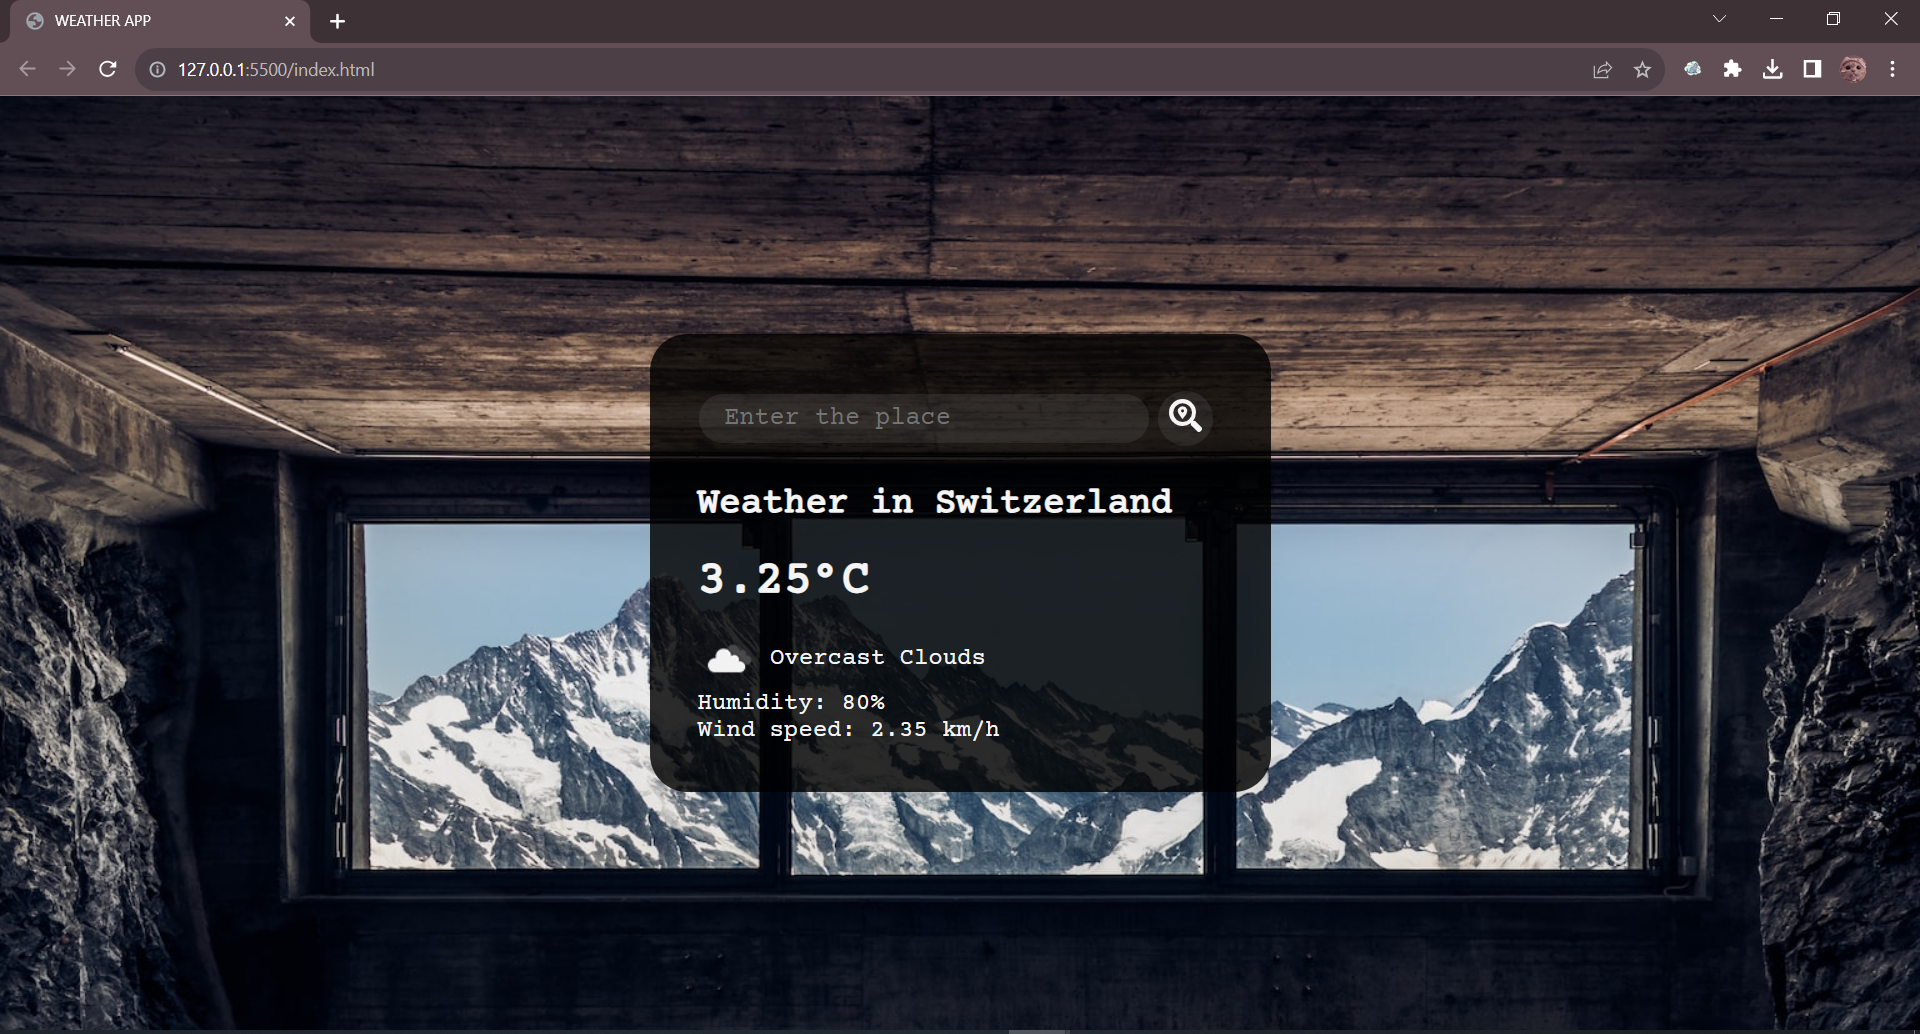 WEATHER APP
127.0.0.1:5500/index.html
Enter the place
Weather in Switzerland
3.25°C
Overcast Clouds
Humidity: 80%
Wind speed: 2.35 km/h